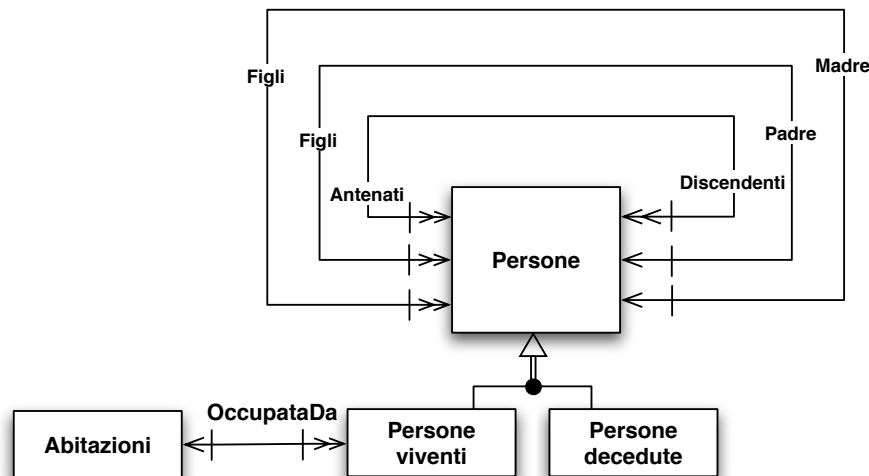 Madre
Figli
Figli
Padre
Antenati
Discendenti
Persone
OccupataDa
Abitazioni
Persone
viventi
Persone
decedute